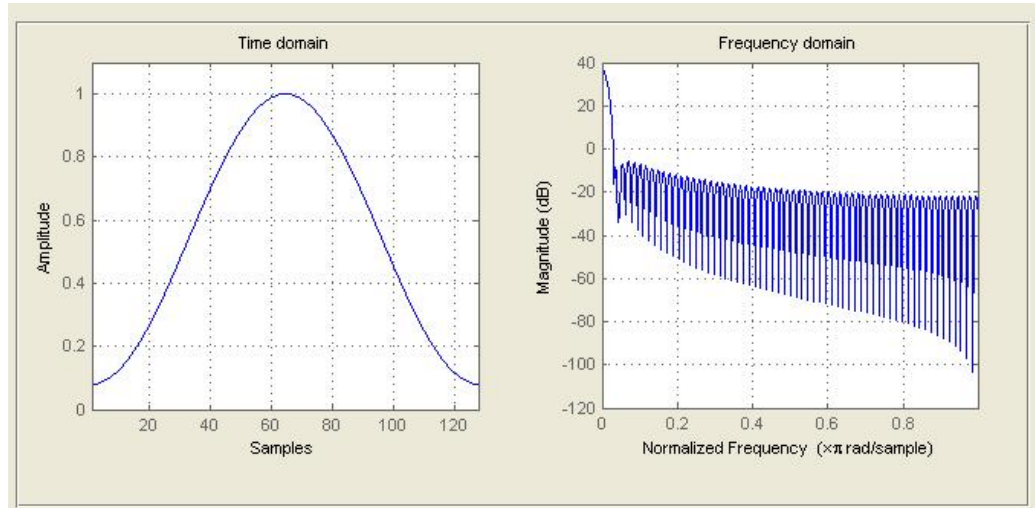 Time domain
1
0.8
0.6
0.4
0.2
0
Amplitude
20 40 60 80 100 120
Samples
Frequency domain
40
20
0
-20
-40
-60
-80
-100
-120
Magnitude (dB)
0 0.2 0.4 0.6 0.8
Normalized Frequency (×π rad/sample)